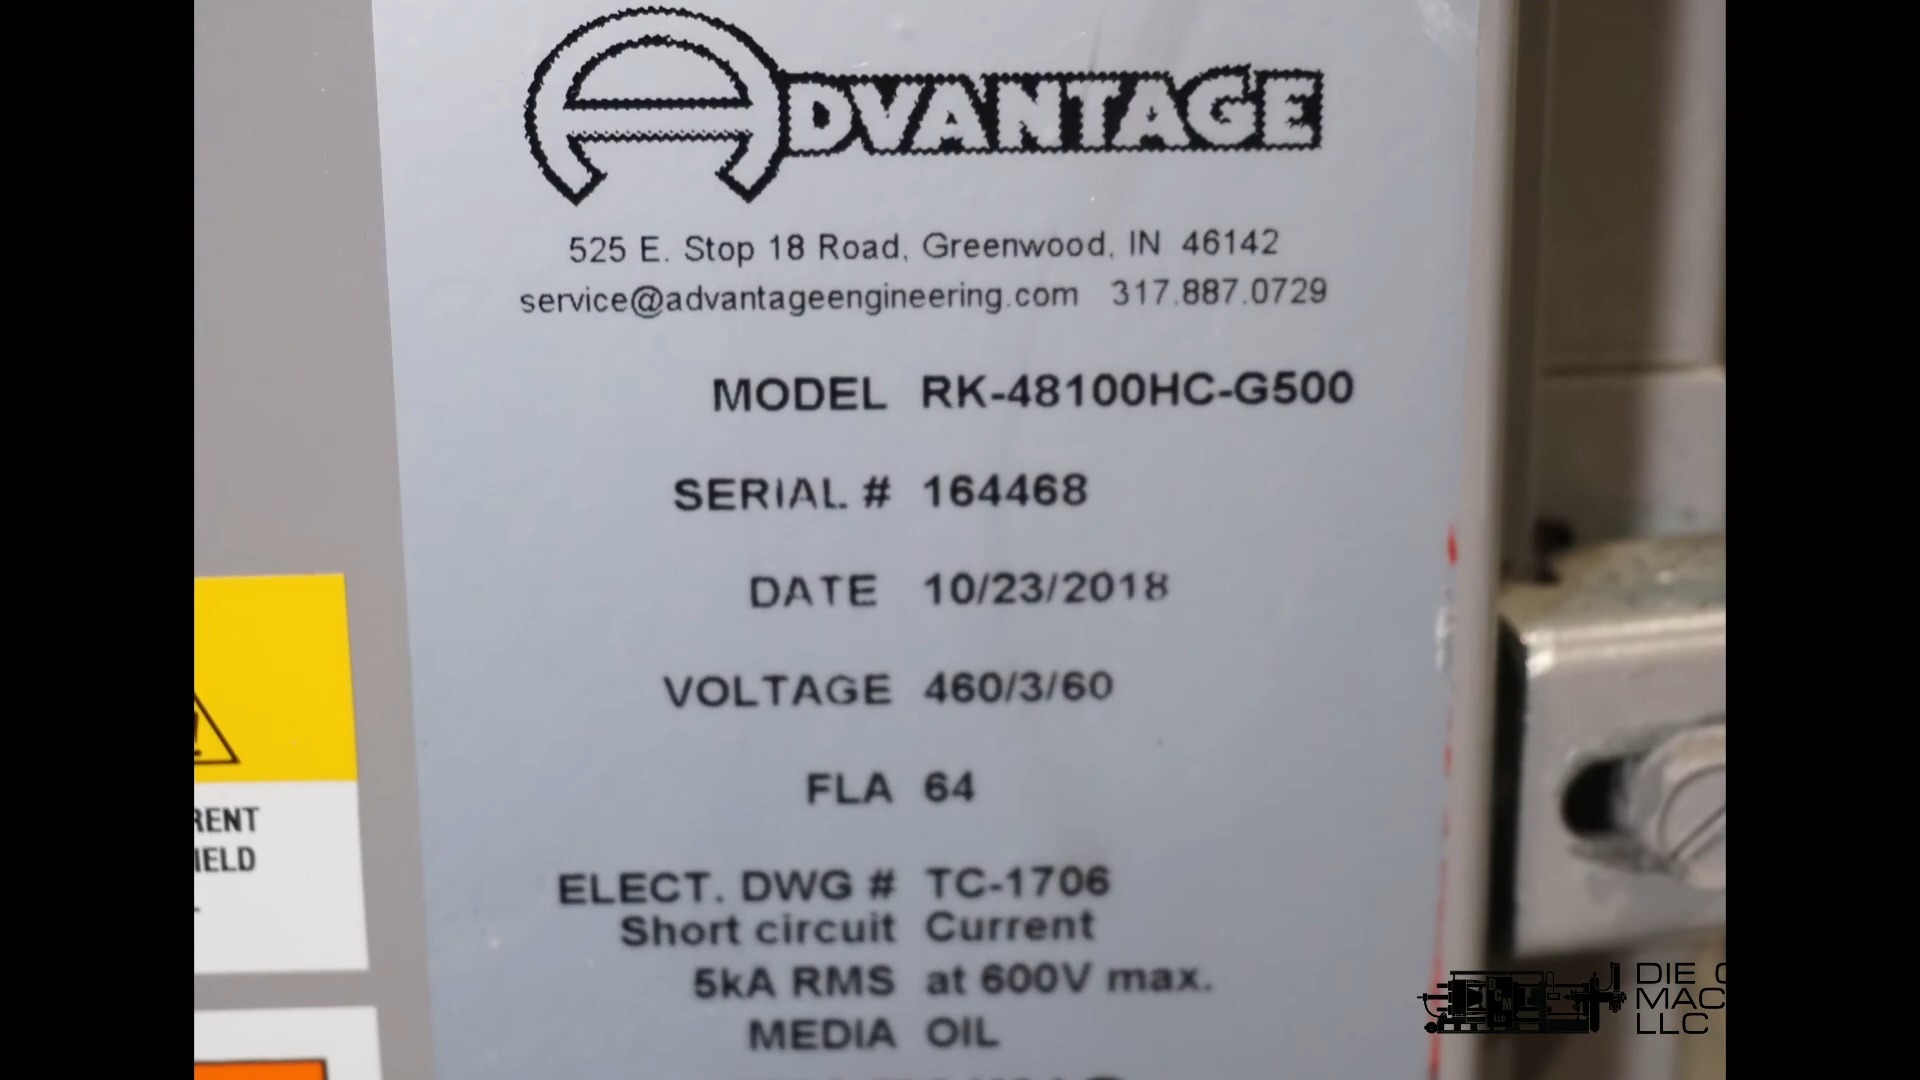 ADVANTAGE
525 E. Stop 18 Road, Greenwood, IN 46142
service@advantageengineering.com 317.887.0729
MODEL RK-48100HC-G500
SERIAL # 164468
DATE 10/23/2018
VOLTAGE 460/3/60
FLA 64
ELECT. DWG # TC-1706
Short circuit Current
5kA RMS at 600V max.
MEDIA OIL
RENT
IELD
DIE C
MAC
LLC